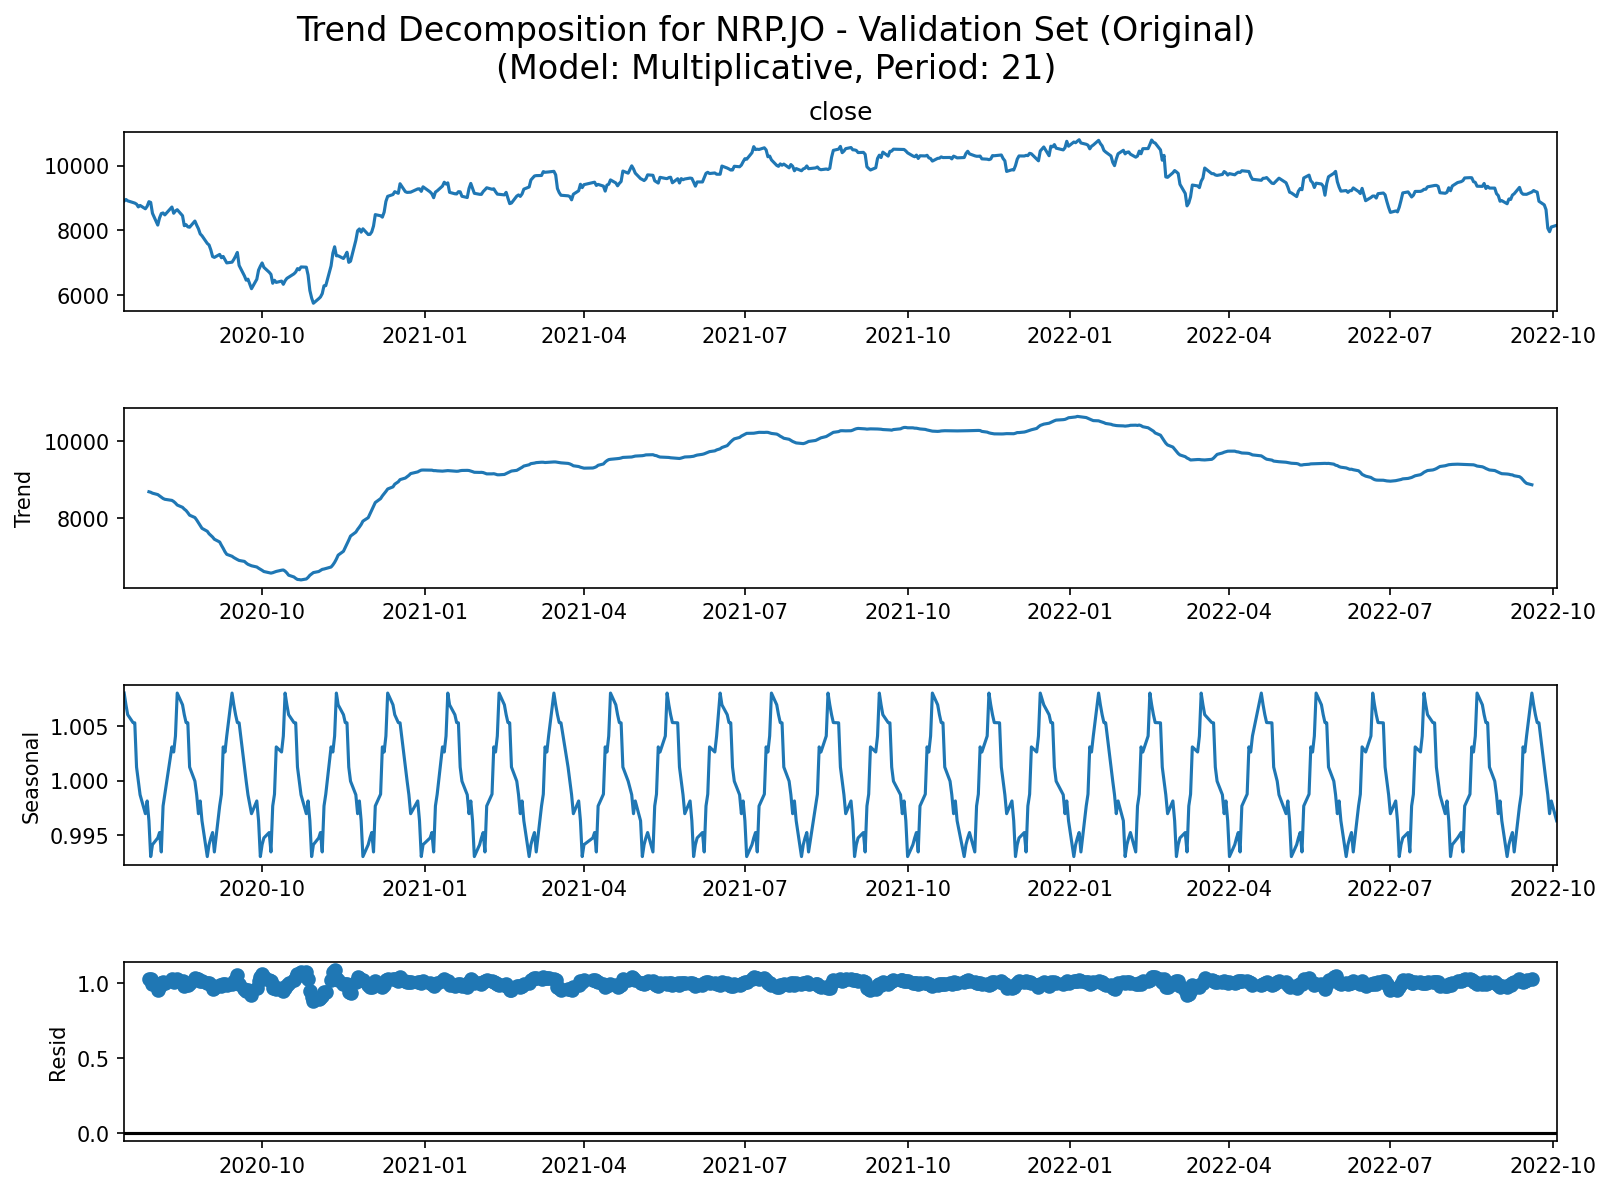 Trend Decomposition for NRP.JO - Validation Set (Original)
(Model: Multiplicative, Period: 21)
close
10000
8000
6000
2020-10 2021-01 2021-04 2021-07 2021-10 2022-01 2022-04 2022-07 2022-10
Trend
10000
8000
2020-10 2021-01 2021-04 2021-07 2021-10 2022-01 2022-04 2022-07 2022-10
Seasonal
1.005
1.000
0.995
2020-10 2021-01 2021-04 2021-07 2021-10 2022-01 2022-04 2022-07 2022-10
Resid
1.0
0.5
0.0
2020-10 2021-01 2021-04 2021-07 2021-10 2022-01 2022-04 2022-07 2022-10